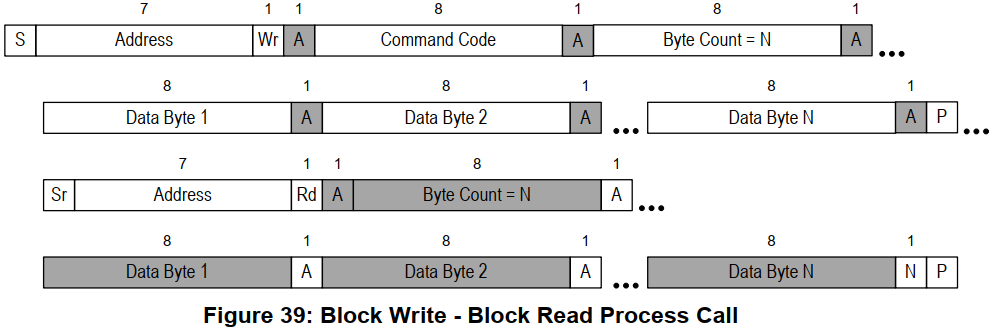 7 1 1 8 1 8 1
S Address Wr A Command Code A Byte Count = N A •••
8 1 8 1 8 1
Data Byte 1 A Data Byte 2 A ••• Data Byte N A P •••
7 1 1 8 1
Sr Address Rd A Byte Count = N A •••
8 1 8 1 8 1
Data Byte 1 A Data Byte 2 A ••• Data Byte N N P
Figure 39: Block Write - Block Read Process Call